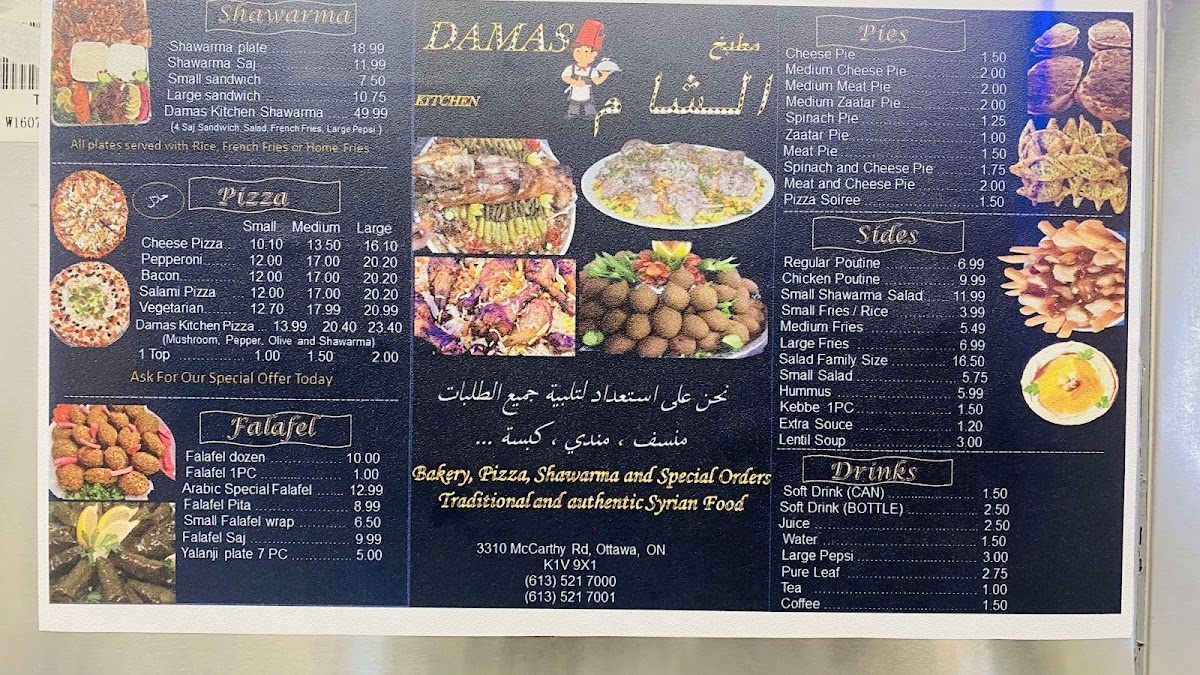 T
W1607
Shawarma
Shawarma plate ........ 18.99
Shawarma Saj ........ 11.99
Small sandwich ........ 7.50
Large sandwich ........ 10.75
Damas Kitchen Shawarma ..... 49.99
(4 Saj Sandwich, Salad, French Fries, Large Pepsi )
All plates served with Rice, French Fries or Home Fries
حلال
Pizza
Small Medium Large
Cheese Pizza... 10.10 13.50 16.10
Pepperoni....... 12.00 17.00 20.20
Bacon............ 12.00 17.00 20.20
Salami Pizza ..... 12.00 17.00 20.20
Vegetarian....... 12.70 17.99 20.99
Damas Kitchen Pizza ... 13.99 20.40 23.40
(Mushroom, Pepper, Olive and Shawarma)
1 Top ............. 1.00 1.50 2.00
Ask For Our Special Offer Today
Falafel
Falafel dozen ........ 10.00
Falafel 1PC ........ 1.00
Arabic Special Falafel ....... 12.99
Falafel Pita ........ 8.99
Small Falafel wrap ........ 6.50
Falafel Saj ........ 9.99
Yalanji plate 7 PC ........ 5.00
DAMAS
KITCHEN
مطبخ
الشام
نحن على استعداد لتلبية جميع الطلبات
منسف ، مندي ، كبسة ...
Bakery, Pizza, Shawarma and Special Orders
Traditional and authentic Syrian Food
3310 McCarthy Rd, Ottawa, ON
K1V 9X1
(613) 521 7000
(613) 521 7001
Pies
Cheese Pie ........ 1.50
Medium Cheese Pie ........ 2.00
Medium Meat Pie ........ 2.00
Medium Zaatar Pie ........ 2.00
Spinach Pie ........ 1.25
Zaatar Pie ........ 1.00
Meat Pie ........ 1.50
Spinach and Cheese Pie ........ 1.75
Meat and Cheese Pie ........ 2.00
Pizza Soiree ........ 1.50
Sides
Regular Poutine ........ 6.99
Chicken Poutine ........ 9.99
Small Shawarma Salad ...... 11.99
Small Fries / Rice ........ 3.99
Medium Fries ........ 5.49
Large Fries ........ 6.99
Salad Family Size ........ 16.50
Small Salad ........ 5.75
Hummus ........ 5.99
Kebbe 1PC ........ 1.50
Extra Souce ........ 1.20
Lentil Soup ........ 3.00
Drinks
Soft Drink (CAN) ........ 1.50
Soft Drink (BOTTLE) ........ 2.50
Juice ........ 2.50
Water ........ 1.50
Large Pepsi ........ 3.00
Pure Leaf ........ 2.75
Tea ........ 1.00
Coffee ........ 1.50